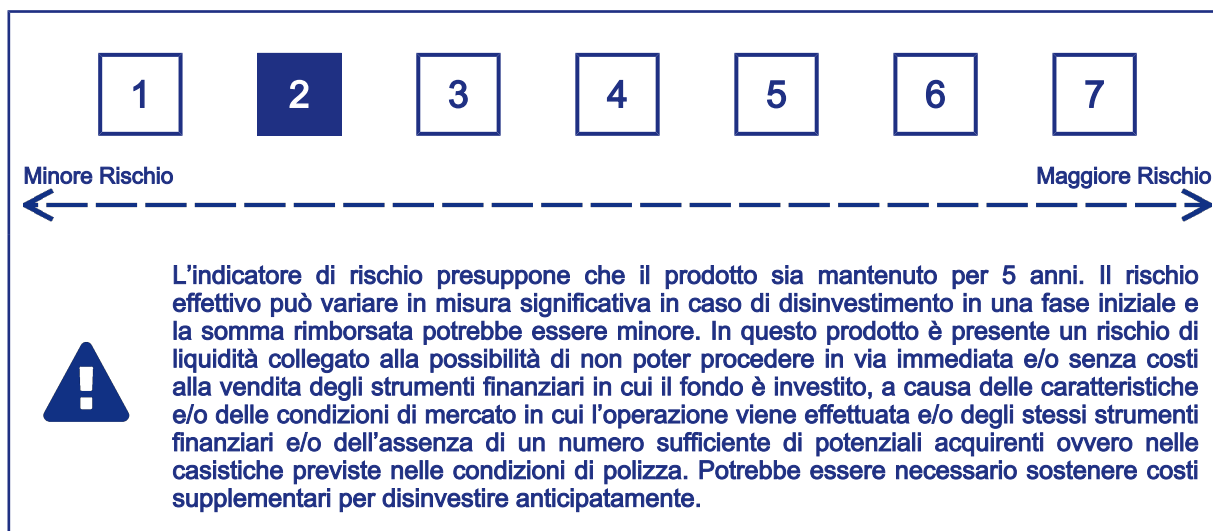 1 2 3 4 5 6 7
Minore Rischio Maggiore Rischio
L'indicatore di rischio presuppone che il prodotto sia mantenuto per 5 anni. Il rischio
effettivo può variare in misura significativa in caso di disinvestimento in una fase iniziale e
la somma rimborsata potrebbe essere minore. In questo prodotto è presente un rischio di
liquidità collegato alla possibilità di non poter procedere in via immediata e/o senza costi
alla vendita degli strumenti finanziari in cui il fondo è investito, a causa delle caratteristiche
e/o delle condizioni di mercato in cui l'operazione viene effettuata e/o degli stessi strumenti
finanziari e/o dell'assenza di un numero sufficiente di potenziali acquirenti ovvero nelle
casistiche previste nelle condizioni di polizza. Potrebbe essere necessario sostenere costi
supplementari per disinvestire anticipatamente.